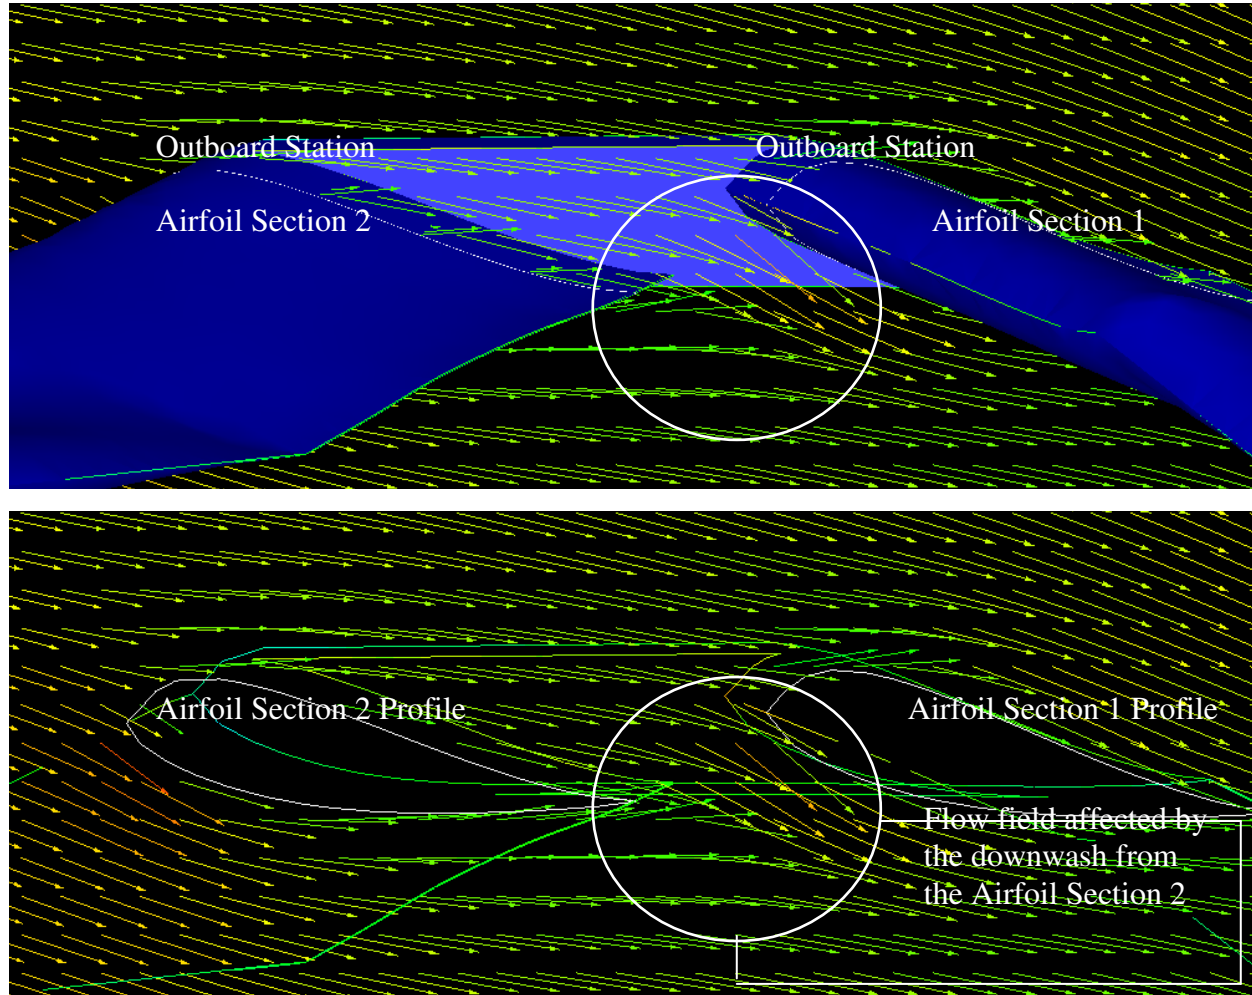 Outboard Station
Outboard Station
Airfoil Section 2
Airfoil Section 1
Airfoil Section 2 Profile
Airfoil Section 1 Profile
Flow field affected by
the downwash from
the Airfoil Section 2